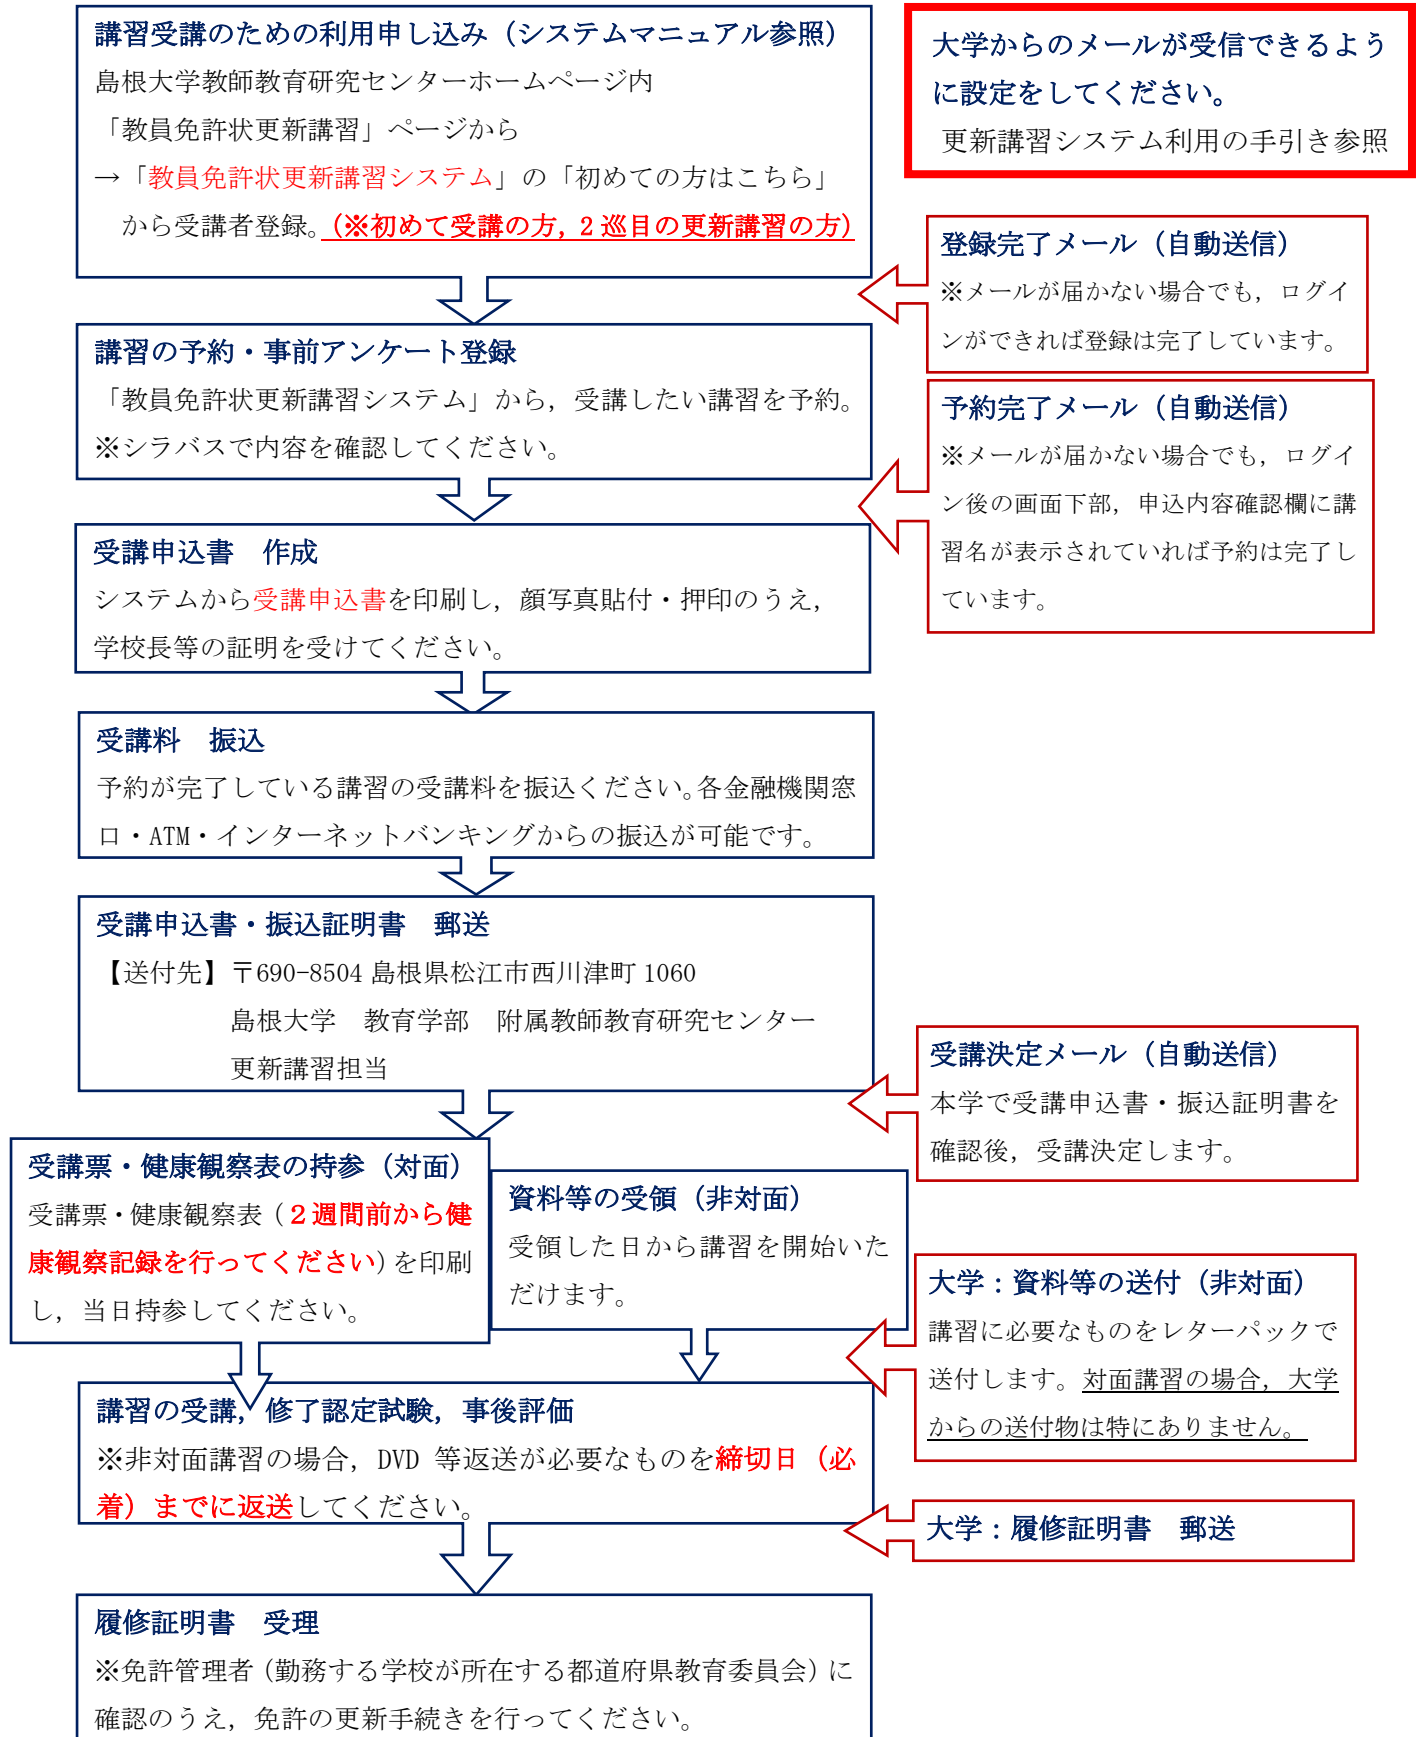 講習受講のための利用申し込み（システムマニュアル参照）
島根大学教師教育研究センターホームページ内
「教員免許状更新講習」ページから
→「教員免許状更新講習システム」の「初めての方はこちら」
から受講者登録。（※初めて受講の方，2巡目の更新講習の方）
大学からのメールが受信できるよう
に設定をしてください。
更新講習システム利用の手引き参照
登録完了メール（自動送信）
※メールが届かない場合でも，ログイ
ンができれば登録は完了しています。
講習の予約・事前アンケート登録
「教員免許状更新講習システム」から，受講したい講習を予約。
※シラバスで内容を確認してください。
予約完了メール（自動送信）
※メールが届かない場合でも，ログイ
ン後の画面下部，申込内容確認欄に講
習名が表示されていれば予約は完了し
ています。
受講申込書　作成
システムから受講申込書を印刷し，顔写真貼付・押印のうえ，
学校長等の証明を受けてください。
受講料　振込
予約が完了している講習の受講料を振込ください。各金融機関窓
口・ATM・インターネットバンキングからの振込が可能です。
受講申込書・振込証明書　郵送
【送付先】〒690-8504 島根県松江市西川津町 1060
島根大学　教育学部　附属教師教育研究センター
更新講習担当
受講決定メール（自動送信）
本学で受講申込書・振込証明書を
確認後，受講決定します。
受講票・健康観察表の持参（対面）
受講票・健康観察表（２週間前から健
康観察記録を行ってください）を印刷
し，当日持参してください。
資料等の受領（非対面）
受領した日から講習を開始いた
だけます。
大学：資料等の送付（非対面）
講習に必要なものをレターパックで
送付します。対面講習の場合，大学
からの送付物は特にありません。
講習の受講，修了認定試験，事後評価
※非対面講習の場合，DVD 等返送が必要なものを締切日（必
着）までに返送してください。
大学：履修証明書　郵送
履修証明書　受理
※免許管理者（勤務する学校が所在する都道府県教育委員会）に
確認のうえ，免許の更新手続きを行ってください。